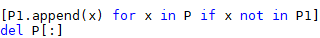 [P1.append(x) for x in P if x not in P1]
del P[:]